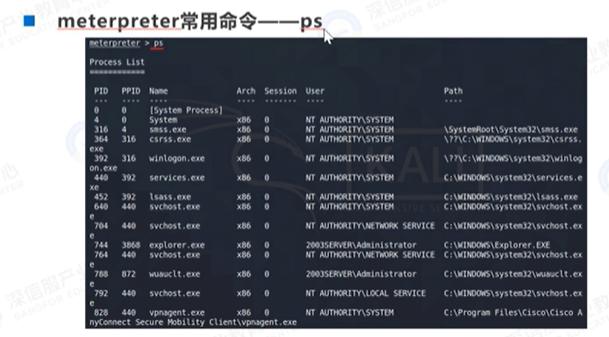 meterpreter常用命令——ps
meterpreter > ps
Process List
============
PID PPID Name Arch Session User Path
--- ---- ---- ---- ------- ---- ----
0 0 [System Process]
4 0 System x86 0 NT AUTHORITY\SYSTEM
316 4 smss.exe x86 0 NT AUTHORITY\SYSTEM \SystemRoot\System32\smss.exe
364 316 csrss.exe x86 0 NT AUTHORITY\SYSTEM \??\C:\WINDOWS\system32\csrss.
exe
392 316 winlogon.exe x86 0 NT AUTHORITY\SYSTEM \??\C:\WINDOWS\system32\winlog
on.exe
440 392 services.exe x86 0 NT AUTHORITY\SYSTEM C:\WINDOWS\system32\services.e
xe
452 392 lsass.exe x86 0 NT AUTHORITY\SYSTEM C:\WINDOWS\system32\lsass.exe
640 440 svchost.exe x86 0 NT AUTHORITY\SYSTEM C:\WINDOWS\system32\svchost.ex
e
704 440 svchost.exe x86 0 NT AUTHORITY\NETWORK SERVICE C:\WINDOWS\system32\svchost.ex
e
744 3868 explorer.exe x86 0 2003SERVER\Administrator C:\WINDOWS\Explorer.EXE
764 440 svchost.exe x86 0 NT AUTHORITY\NETWORK SERVICE C:\WINDOWS\system32\svchost.ex
e
788 872 wuauclt.exe x86 0 2003SERVER\Administrator C:\WINDOWS\system32\wuauclt.ex
e
792 440 svchost.exe x86 0 NT AUTHORITY\LOCAL SERVICE C:\WINDOWS\system32\svchost.ex
e
828 440 vpnagent.exe x86 0 NT AUTHORITY\SYSTEM C:\Program Files\Cisco\Cisco A
nyConnect Secure Mobility Client\vpnagent.exe